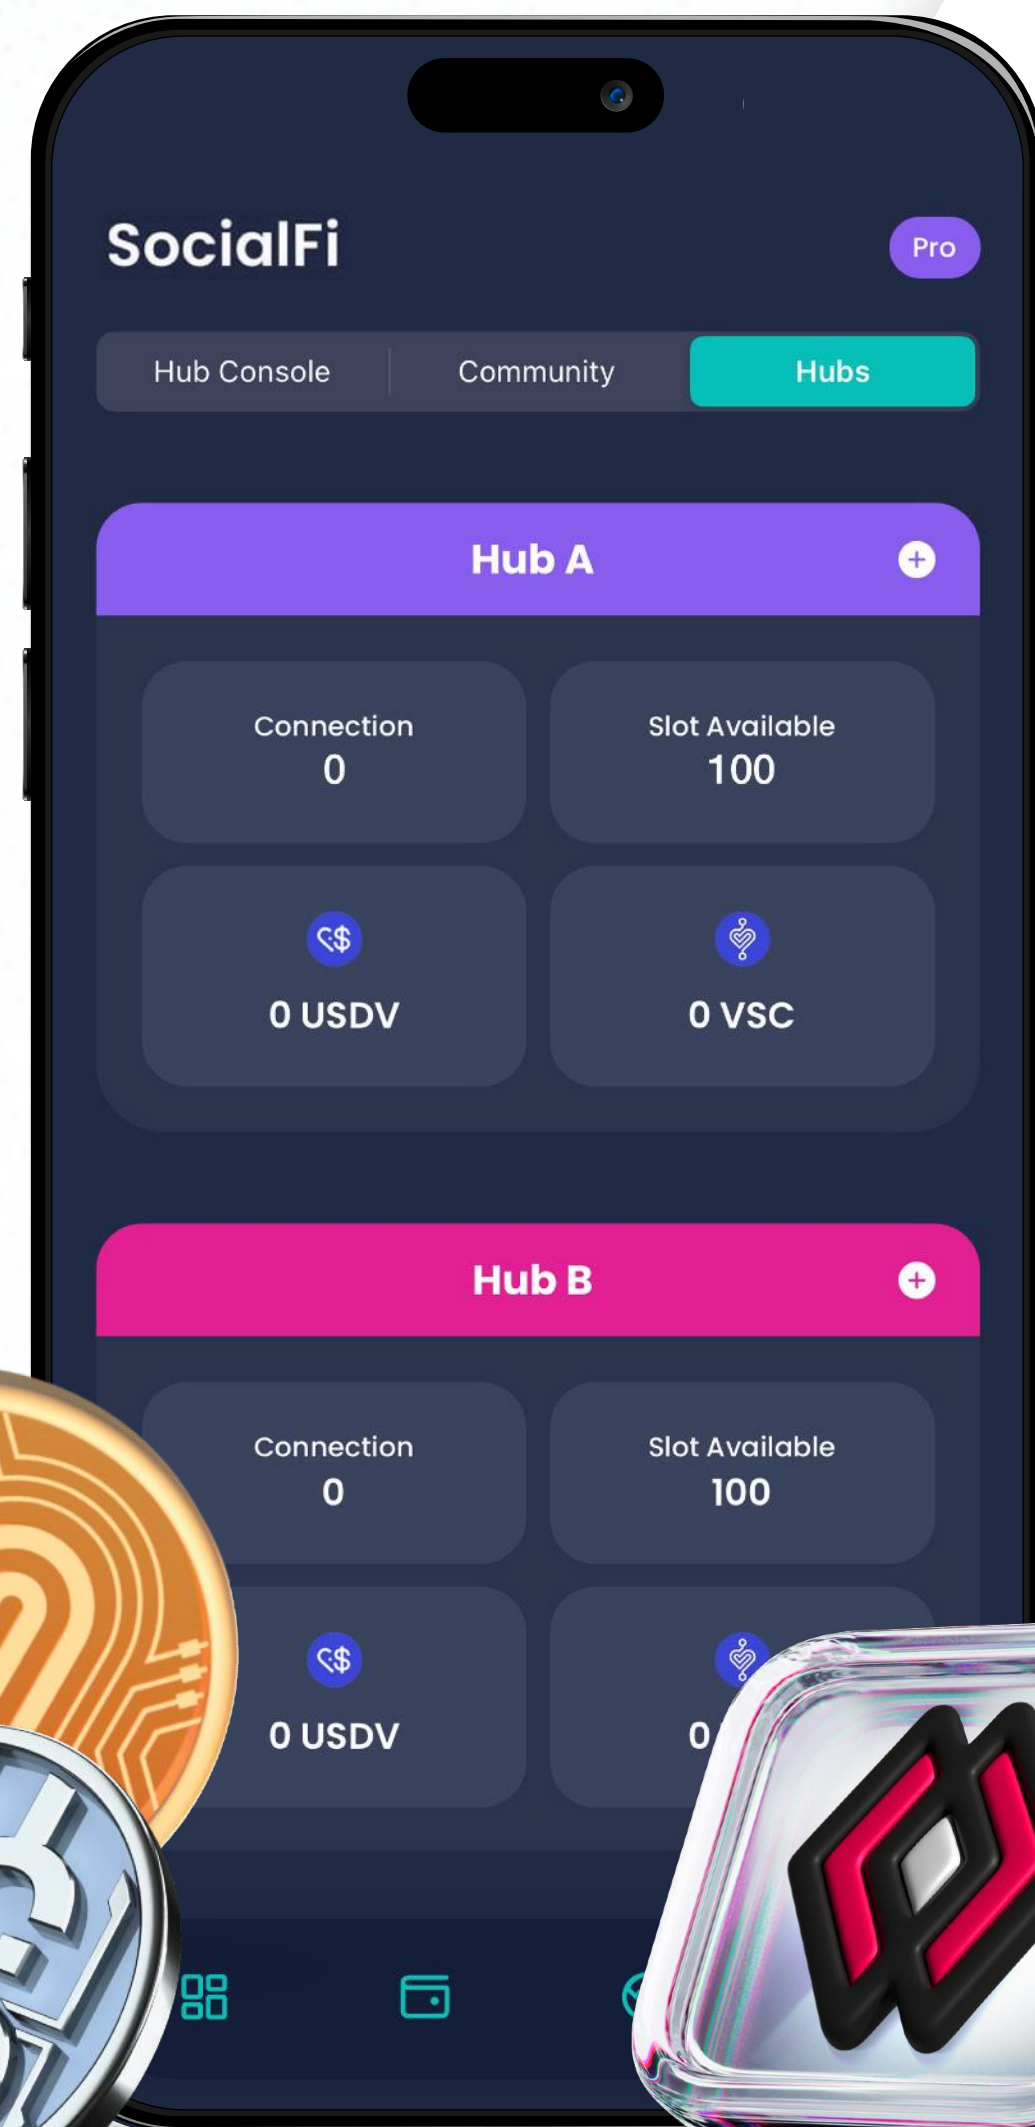 SocialFi
Pro
Hub Console
Community
Hubs
Hub A
Connection
0
Slot Available
100
0 USDV
0 VSC
Hub B
Connection
0
Slot Available
100
0 USDV
0